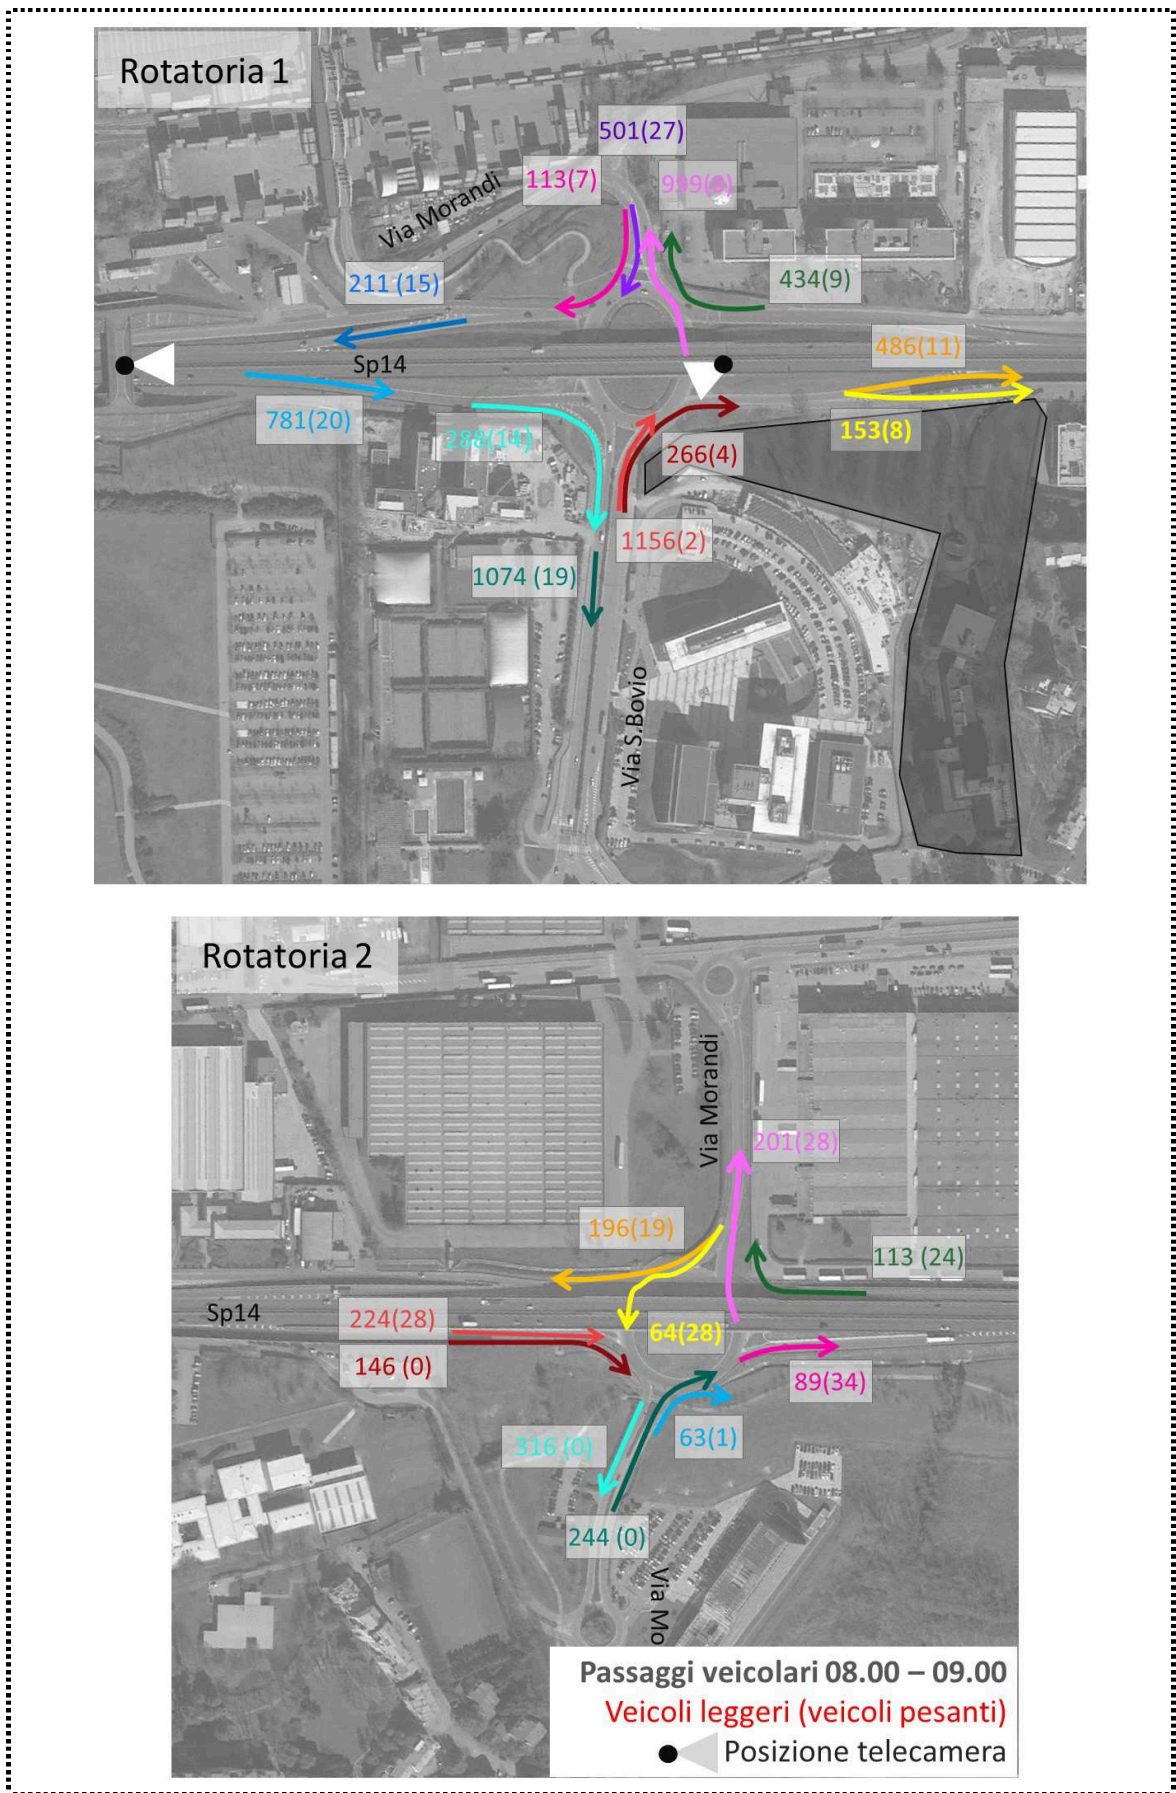 Rotatoria 1
501(27)
113(7)
Via Morandi
211 (15)
434(9)
Sp14
486(11)
781(20)
288(14)
153(8)
266(4)
1156(2)
1074 (19)
Via S.Bovio
Rotatoria 2
Via Morandi
201(28)
196(19)
113 (24)
Sp14
224(28)
64(28)
146 (0)
89(34)
316 (0)
63(1)
244 (0)
Via Mo
Passaggi veicolari 08.00 – 09.00
Veicoli leggeri (veicoli pesanti)
Posizione telecamera